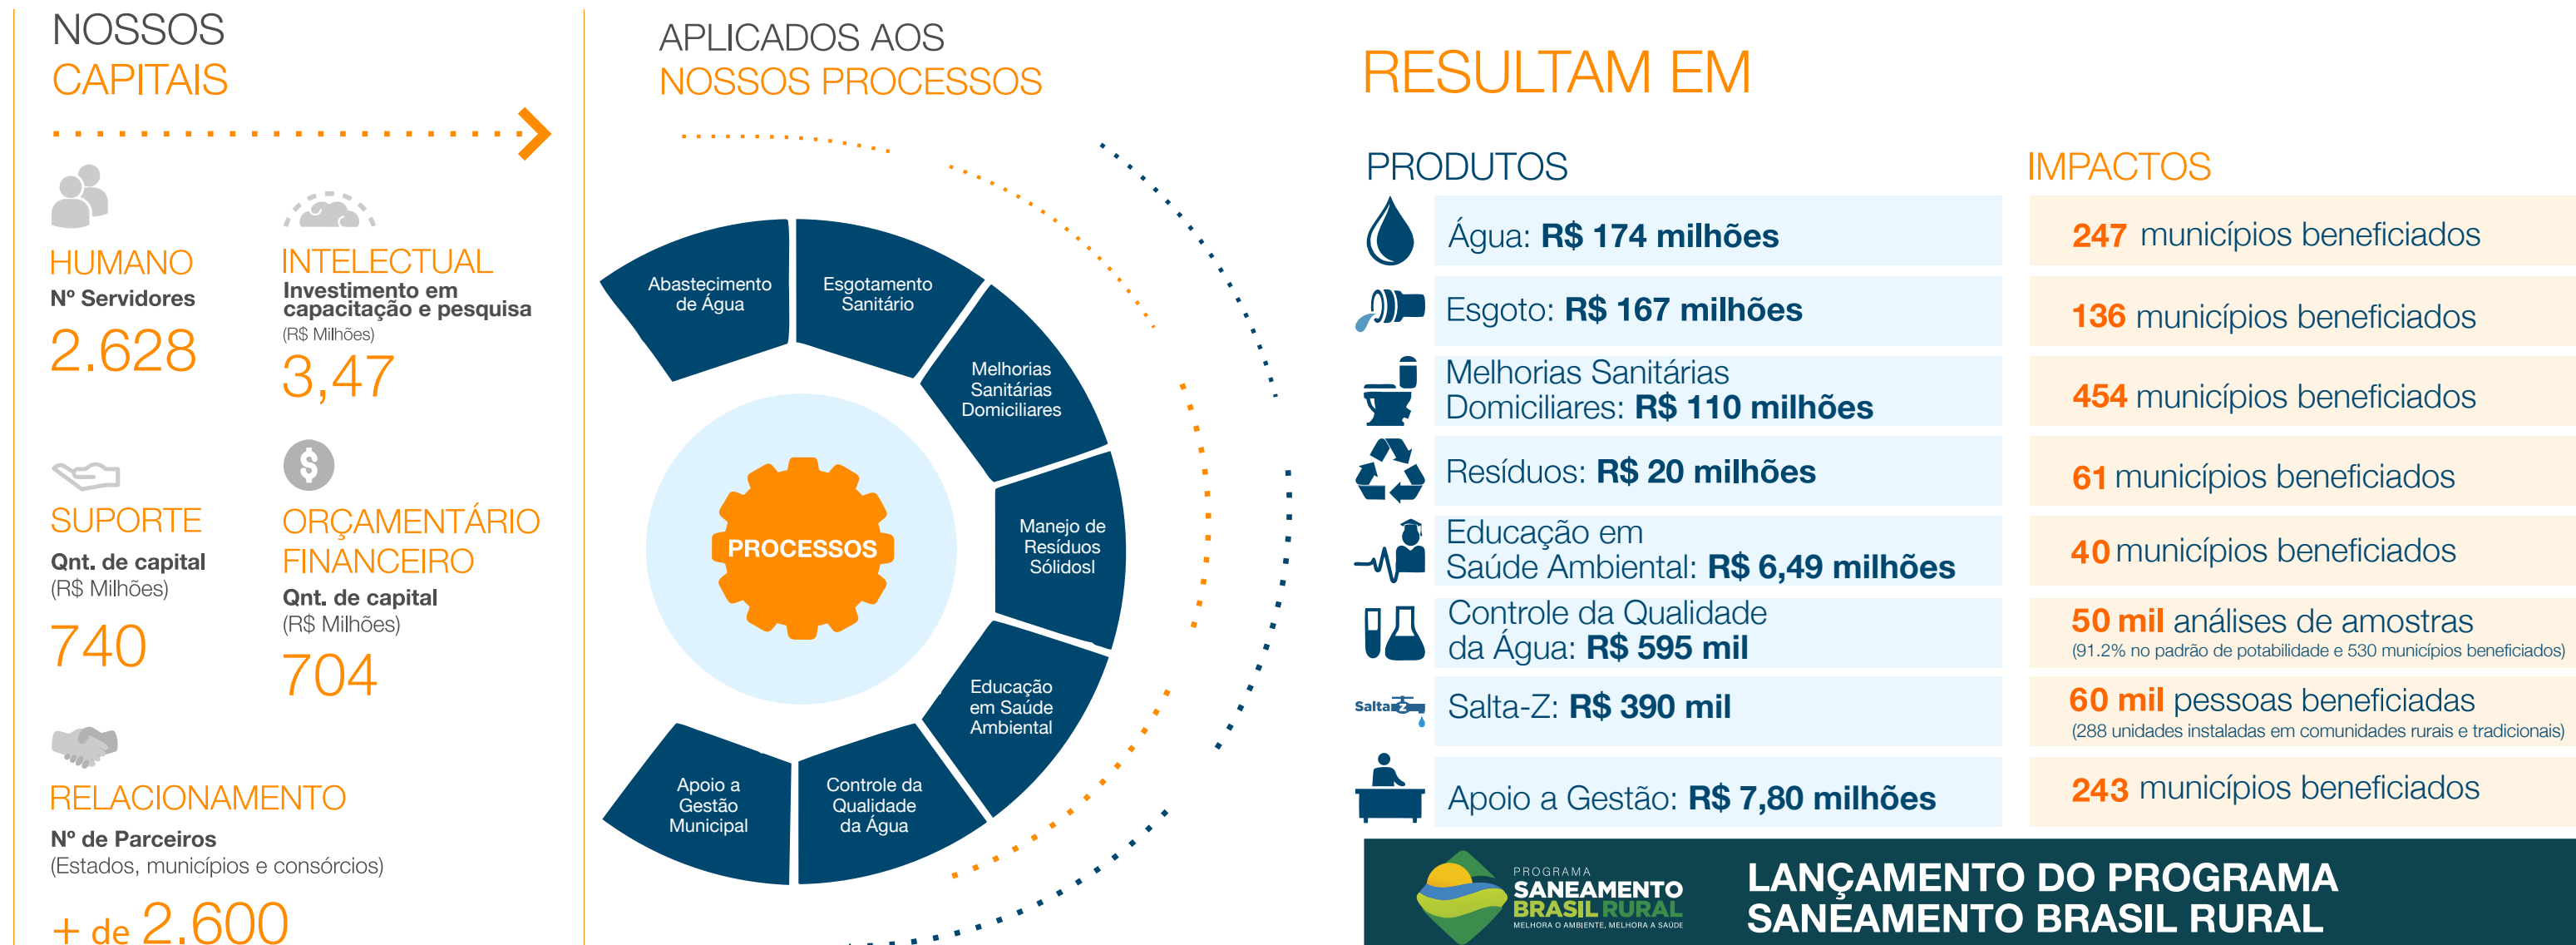 NOSSOS
CAPITAIS
HUMANO
Nº Servidores
2.628
INTELECTUAL
Investimento em
capacitação e pesquisa
(R$ Milhões)
3,47
SUPORTE
Qnt. de capital
(R$ Milhões)
740
ORÇAMENTÁRIO
FINANCEIRO
Qnt. de capital
(R$ Milhões)
704
RELACIONAMENTO
Nº de Parceiros
(Estados, municípios e consórcios)
+ de 2.600
APLICADOS AOS
NOSSOS PROCESSOS
Abastecimento
de Água
Esgotamento
Sanitário
Melhorias
Sanitárias
Domiciliares
Manejo de
Resíduos
Sólidosl
Educação
em Saúde
Ambiental
Controle da
Qualidade
da Água
Apoio a
Gestão
Municipal
PROCESSOS
RESULTAM EM
PRODUTOS
IMPACTOS
Água: R$ 174 milhões
247 municípios beneficiados
Esgoto: R$ 167 milhões
136 municípios beneficiados
Melhorias Sanitárias
Domiciliares: R$ 110 milhões
454 municípios beneficiados
Resíduos: R$ 20 milhões
61 municípios beneficiados
Educação em
Saúde Ambiental: R$ 6,49 milhões
40 municípios beneficiados
Controle da Qualidade
da Água: R$ 595 mil
50 mil análises de amostras
(91.2% no padrão de potabilidade e 530 municípios beneficiados)
Salta-Z
Salta-Z: R$ 390 mil
60 mil pessoas beneficiadas
(288 unidades instaladas em comunidades rurais e tradicionais)
Apoio a Gestão: R$ 7,80 milhões
243 municípios beneficiados
PROGRAMA
SANEAMENTO
BRASIL RURAL
MELHORA O AMBIENTE, MELHORA A SAÚDE
LANÇAMENTO DO PROGRAMA
SANEAMENTO BRASIL RURAL